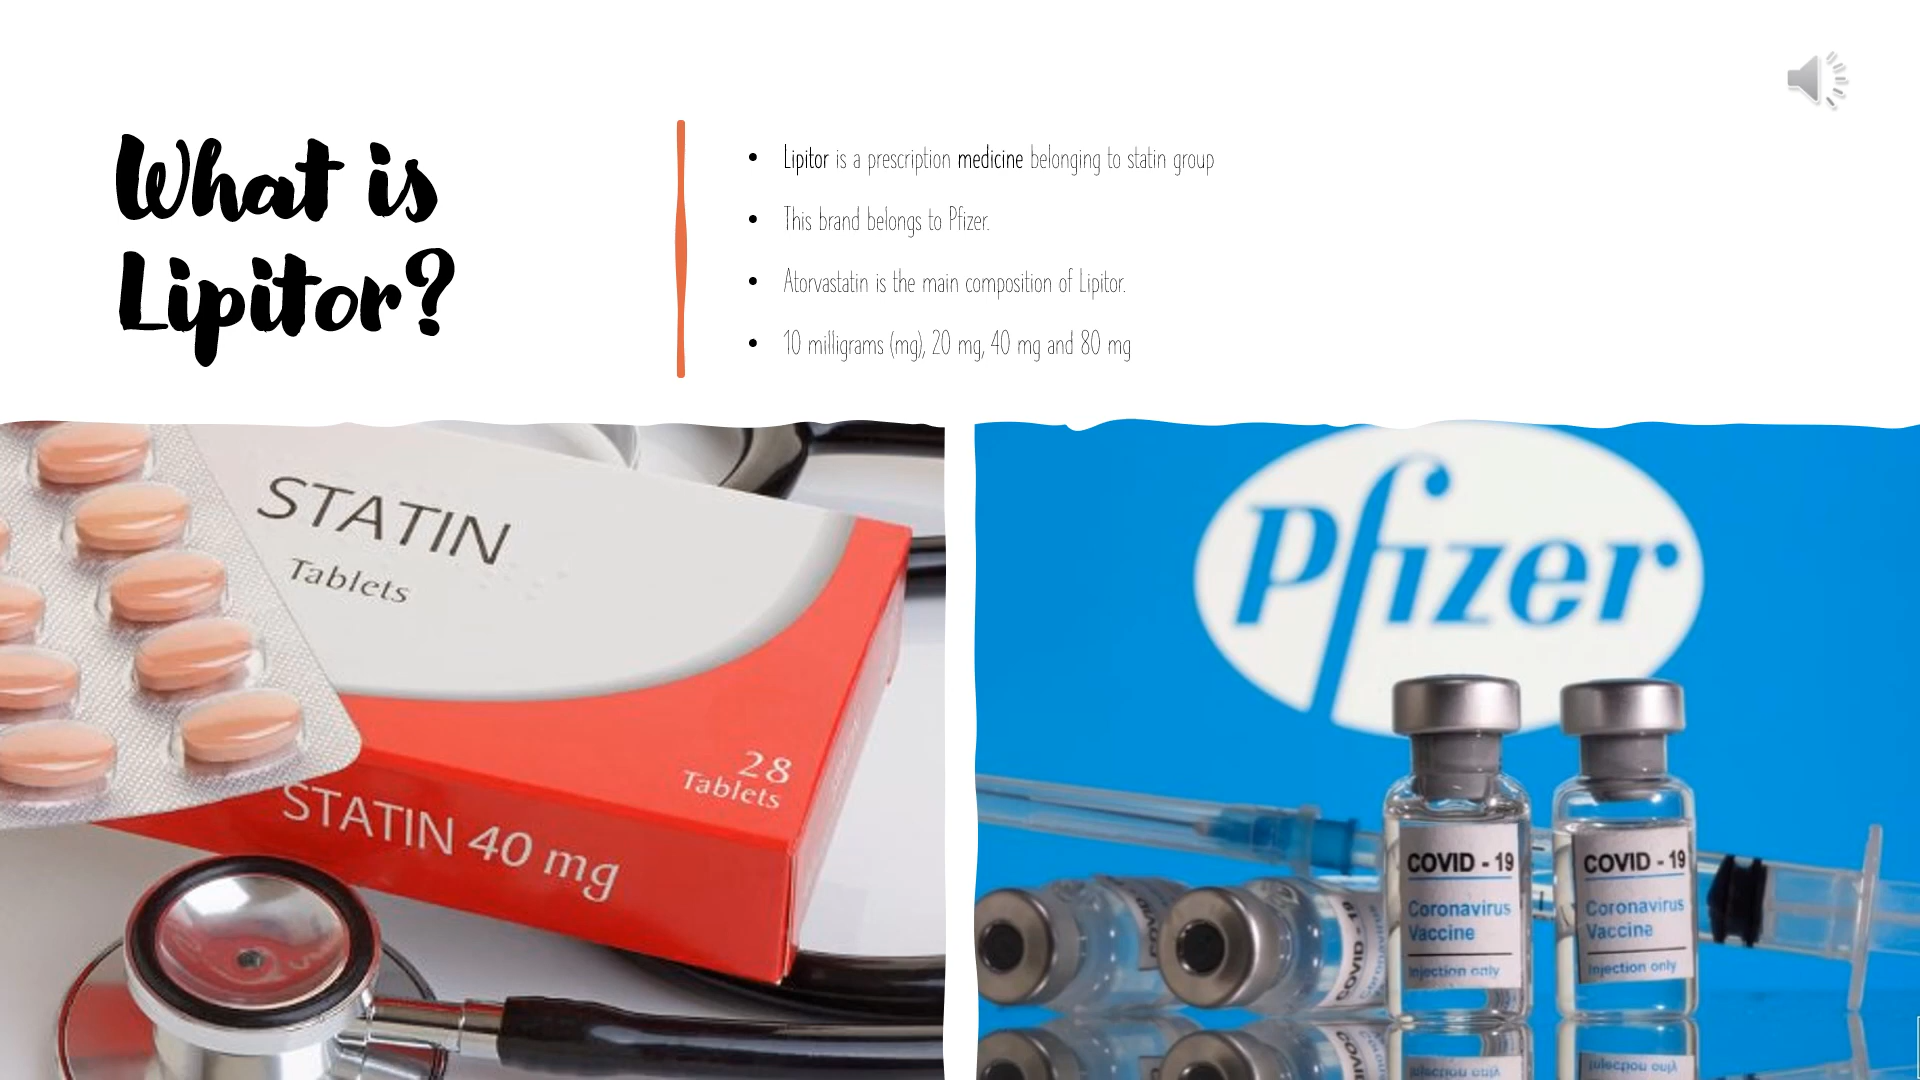 What is
Lipitor?
• Lipitor is a prescription medicine belonging to statin group
• This brand belongs to Pfizer.
• Atorvastatin is the main composition of Lipitor.
• 10 milligrams (mg), 20 mg, 40 mg and 80 mg
STATIN
Tablets
28
Tablets
STATIN 40 mg
Pfizer
COVID - 19
Coronavirus
Vaccine
Injection only
COVID - 19
Coronavirus
Vaccine
Injection only